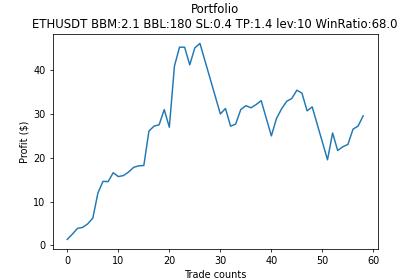 Portfolio
ETHUSDT BBM:2.1 BBL:180 SL:0.4 TP:1.4 lev:10 WinRatio:68.0
40
30
20
10
0
Profit ($)
0 10 20 30 40 50 60
Trade counts